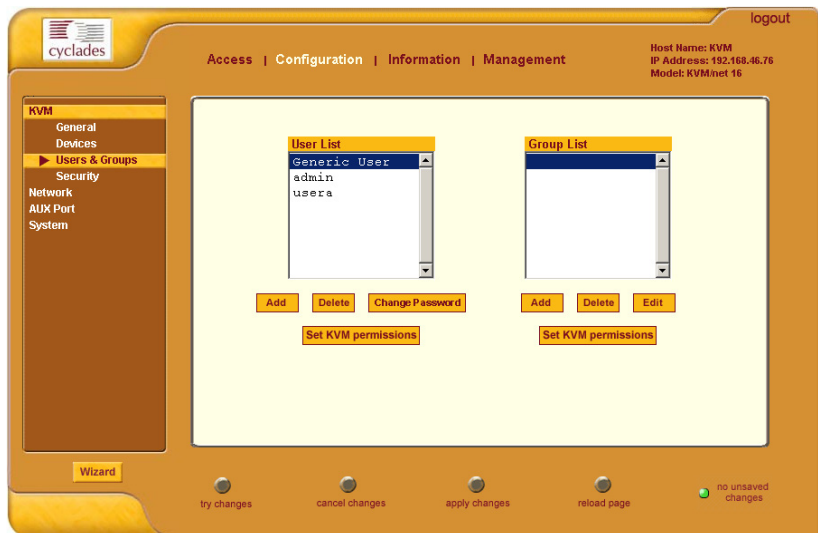 logout
cyclades
Access | Configuration | Information | Management
Host Name: KVM
IP Address: 192.168.46.76
Model: KVM/net 16
KVM
General
Devices
Users & Groups
Security
Network
AUX Port
System
User List
Generic User
admin
usera
Add
Delete
Change Password
Set KVM permissions
Group List
Add
Delete
Edit
Set KVM permissions
Wizard
try changes
cancel changes
apply changes
reload page
no unsaved
changes